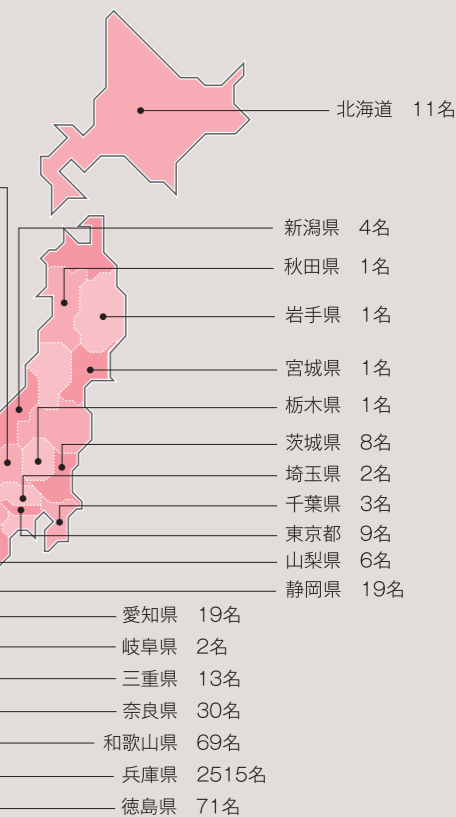 北海道　11名
新潟県　4名
秋田県　1名
岩手県　1名
宮城県　1名
栃木県　1名
茨城県　8名
埼玉県　2名
千葉県　3名
東京都　9名
山梨県　6名
静岡県　19名
愛知県　19名
岐阜県　2名
三重県　13名
奈良県　30名
和歌山県　69名
兵庫県　2515名
徳島県　71名